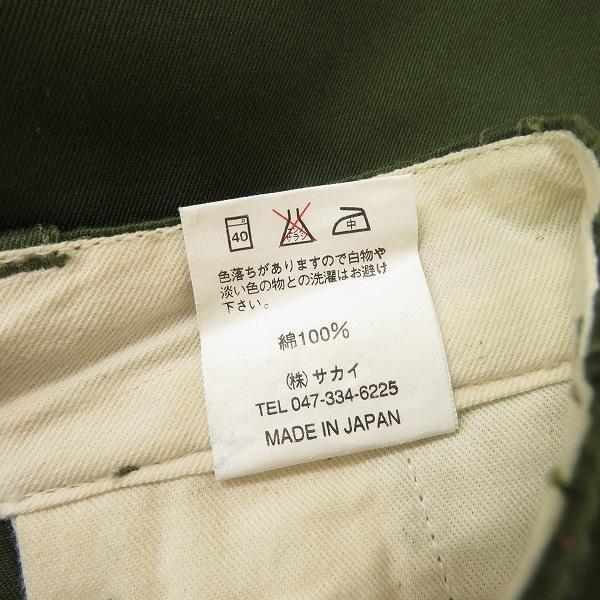 40 エンソサラシ 中
色落ちがありますので白物や
淡い色の物との洗濯はお避け
下さい。
綿100%
㈱ サカイ
TEL 047-334-6225
MADE IN JAPAN